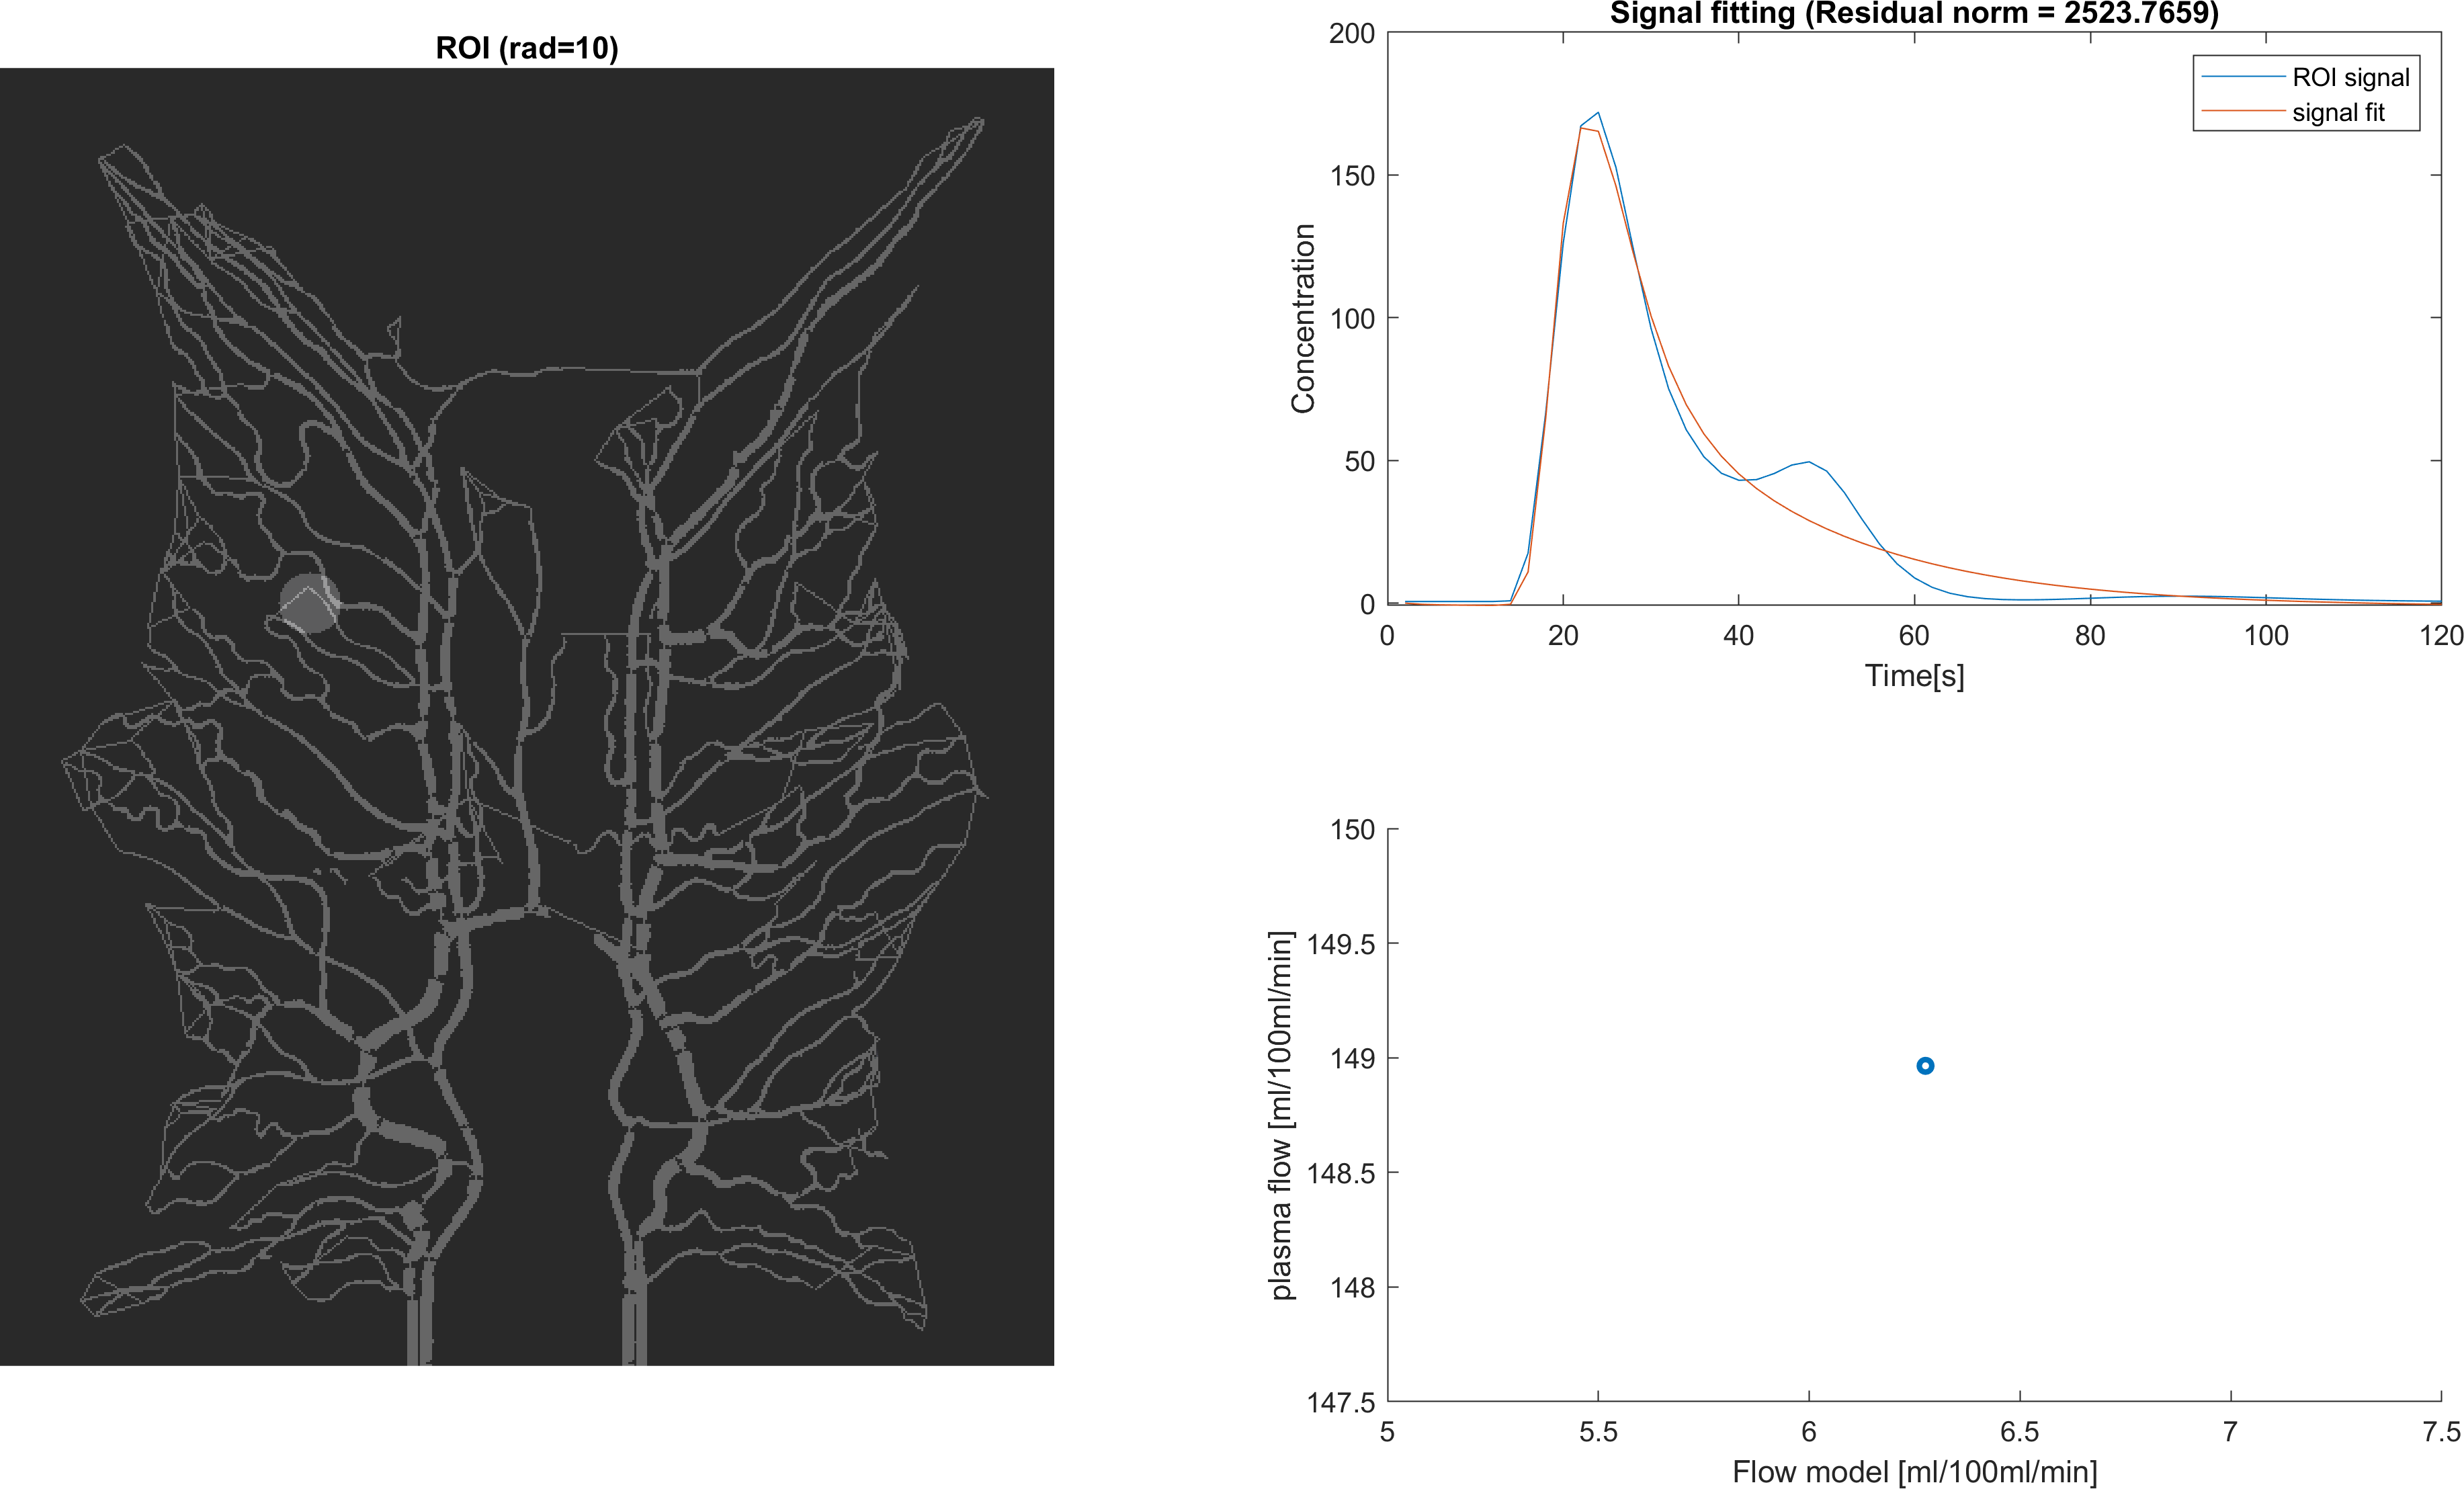 ROI (rad=10)
Signal fitting (Residual norm = 2523.7659)
200
150
100
50
0
Concentration
ROI signal
signal fit
0 20 40 60 80 100 120
Time[s]
150
149.5
149
148.5
148
147.5
plasma flow [ml/100ml/min]
5 5.5 6 6.5 7 7.5
Flow model [ml/100ml/min]